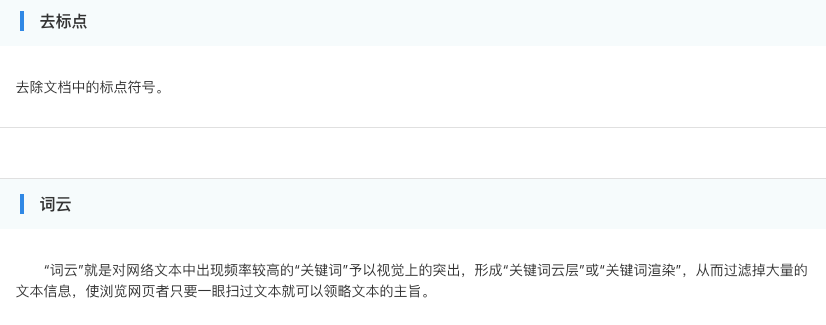 去标点
去除文档中的标点符号。
词云
“词云”就是对网络文本中出现频率较高的“关键词”予以视觉上的突出，形成“关键词云层”或“关键词渲染”，从而过滤掉大量的
文本信息，使浏览网页者只要一眼扫过文本就可以领略文本的主旨。